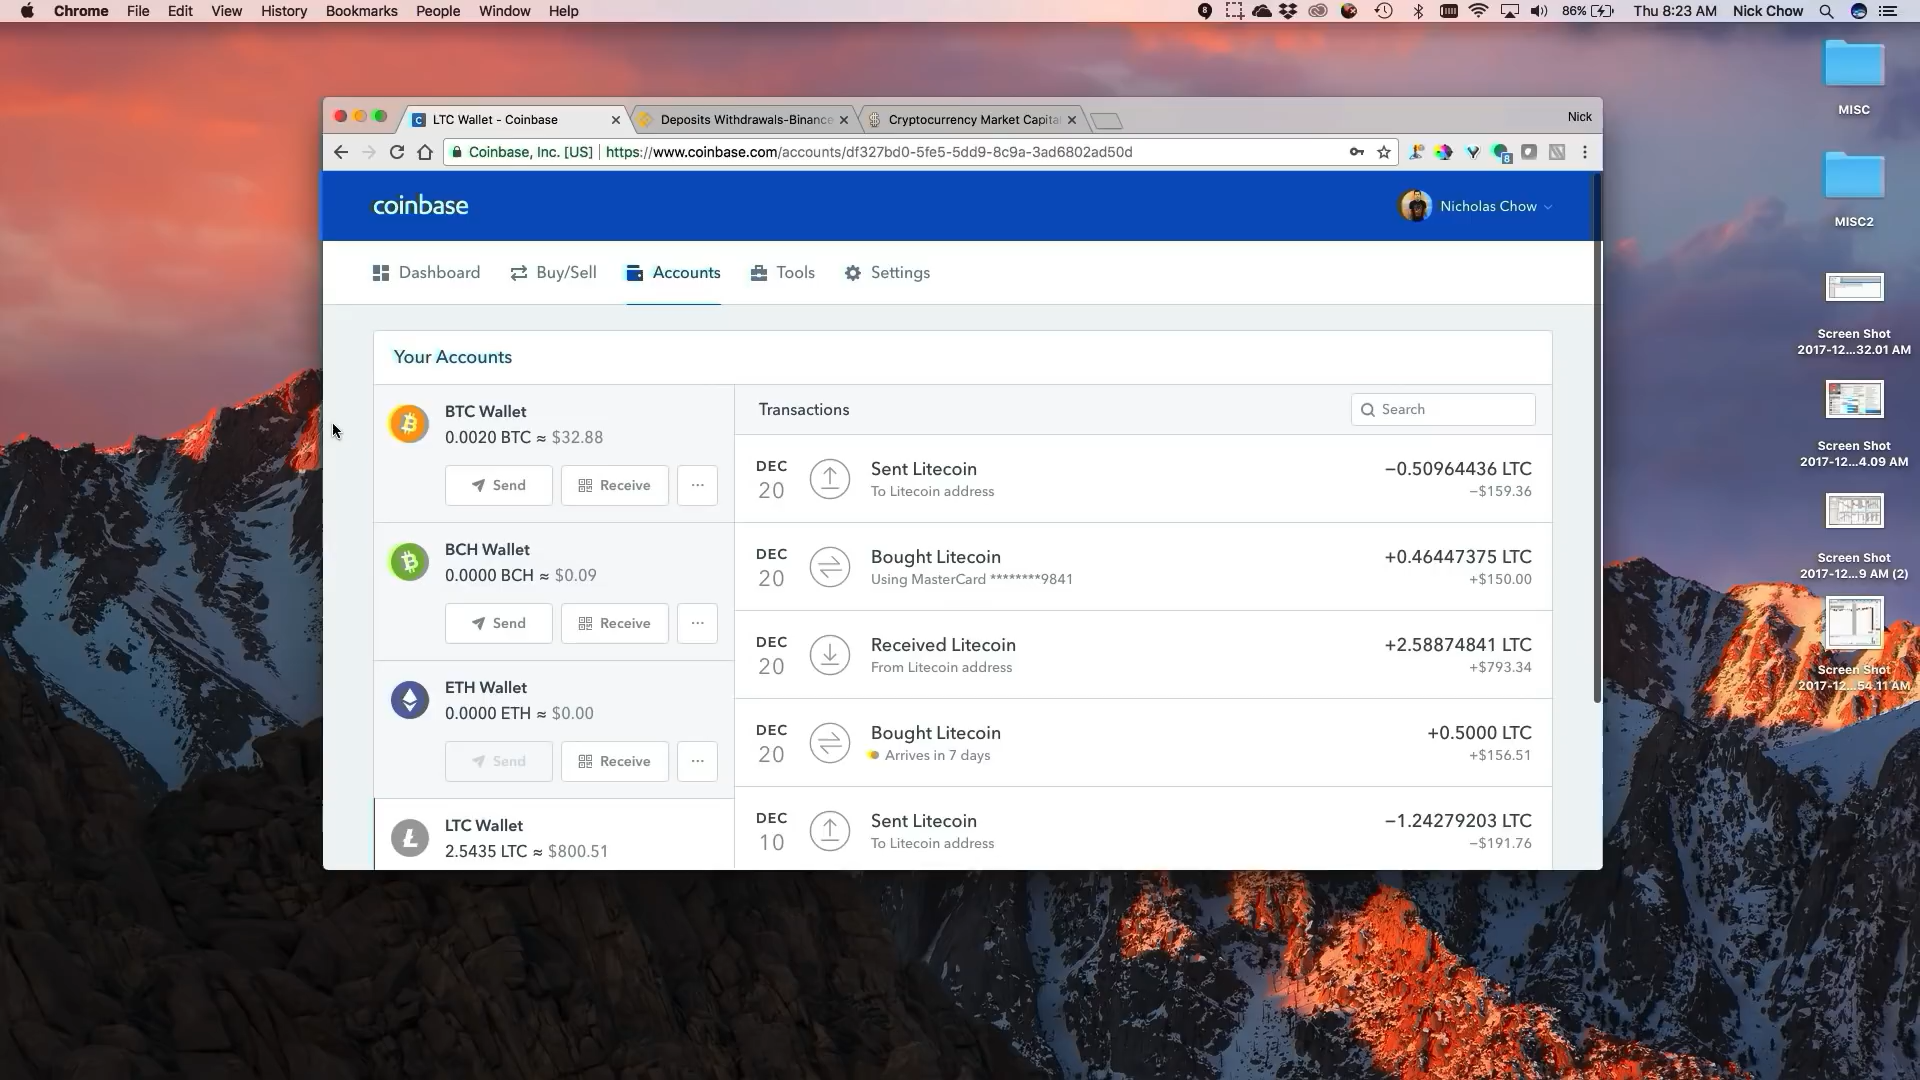 Chrome File Edit View History Bookmarks People Window Help
86% Thu 8:23 AM Nick Chow
MISC
MISC2
Screen Shot
2017-12...32.01 AM
Screen Shot
2017-12...4.09 AM
Screen Shot
2017-12...9 AM (2)
Screen Shot
2017-12...54.11 AM
LTC Wallet - Coinbase
Deposits Withdrawals-Binance
Cryptocurrency Market Capita
Nick
Coinbase, Inc. [US] | https://www.coinbase.com/accounts/df327bd0-5fe5-5dd9-8c9a-3ad6802ad50d
8
coinbase
Nicholas Chow
Dashboard Buy/Sell Accounts Tools Settings
Your Accounts
BTC Wallet
0.0020 BTC ≈ $32.88
Send Receive ...
BCH Wallet
0.0000 BCH ≈ $0.09
Send Receive ...
ETH Wallet
0.0000 ETH ≈ $0.00
Send Receive ...
LTC Wallet
2.5435 LTC ≈ $800.51
Transactions
Search
DEC
20
Sent Litecoin
To Litecoin address
−0.50964436 LTC
−$159.36
DEC
20
Bought Litecoin
Using MasterCard ********9841
+0.46447375 LTC
+$150.00
DEC
20
Received Litecoin
From Litecoin address
+2.58874841 LTC
+$793.34
DEC
20
Bought Litecoin
Arrives in 7 days
+0.5000 LTC
+$156.51
DEC
10
Sent Litecoin
To Litecoin address
−1.24279203 LTC
−$191.76